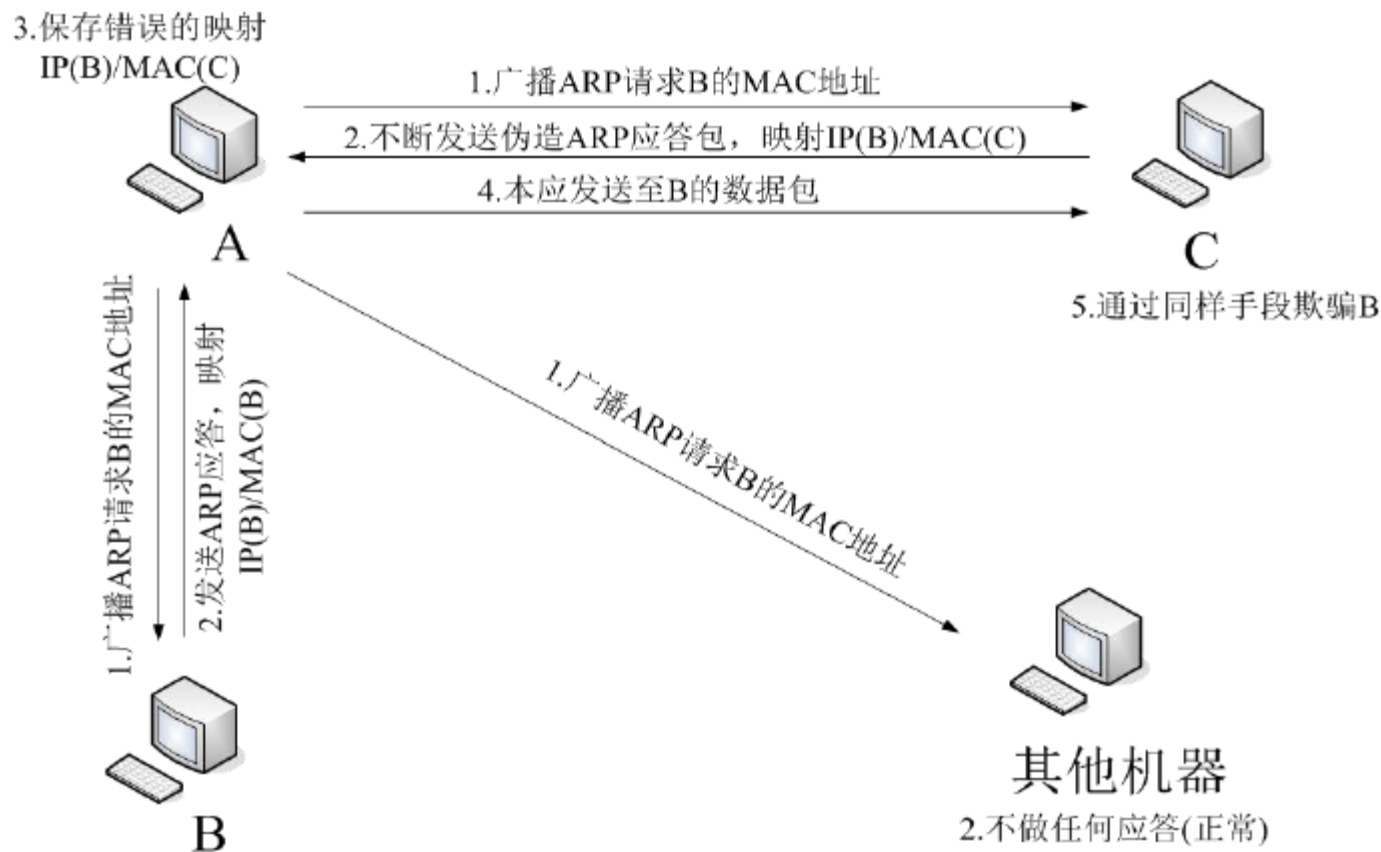 3.保存错误的映射
IP(B)/MAC(C)
1.广播ARP请求B的MAC地址
2.不断发送伪造ARP应答包，映射IP(B)/MAC(C)
4.本应发送至B的数据包
A
C
5.通过同样手段欺骗B
1.广播ARP请求B的MAC地址
2.发送ARP应答，映射
IP(B)/MAC(B)
1.广播ARP请求B的MAC地址
B
其他机器
2.不做任何应答(正常)